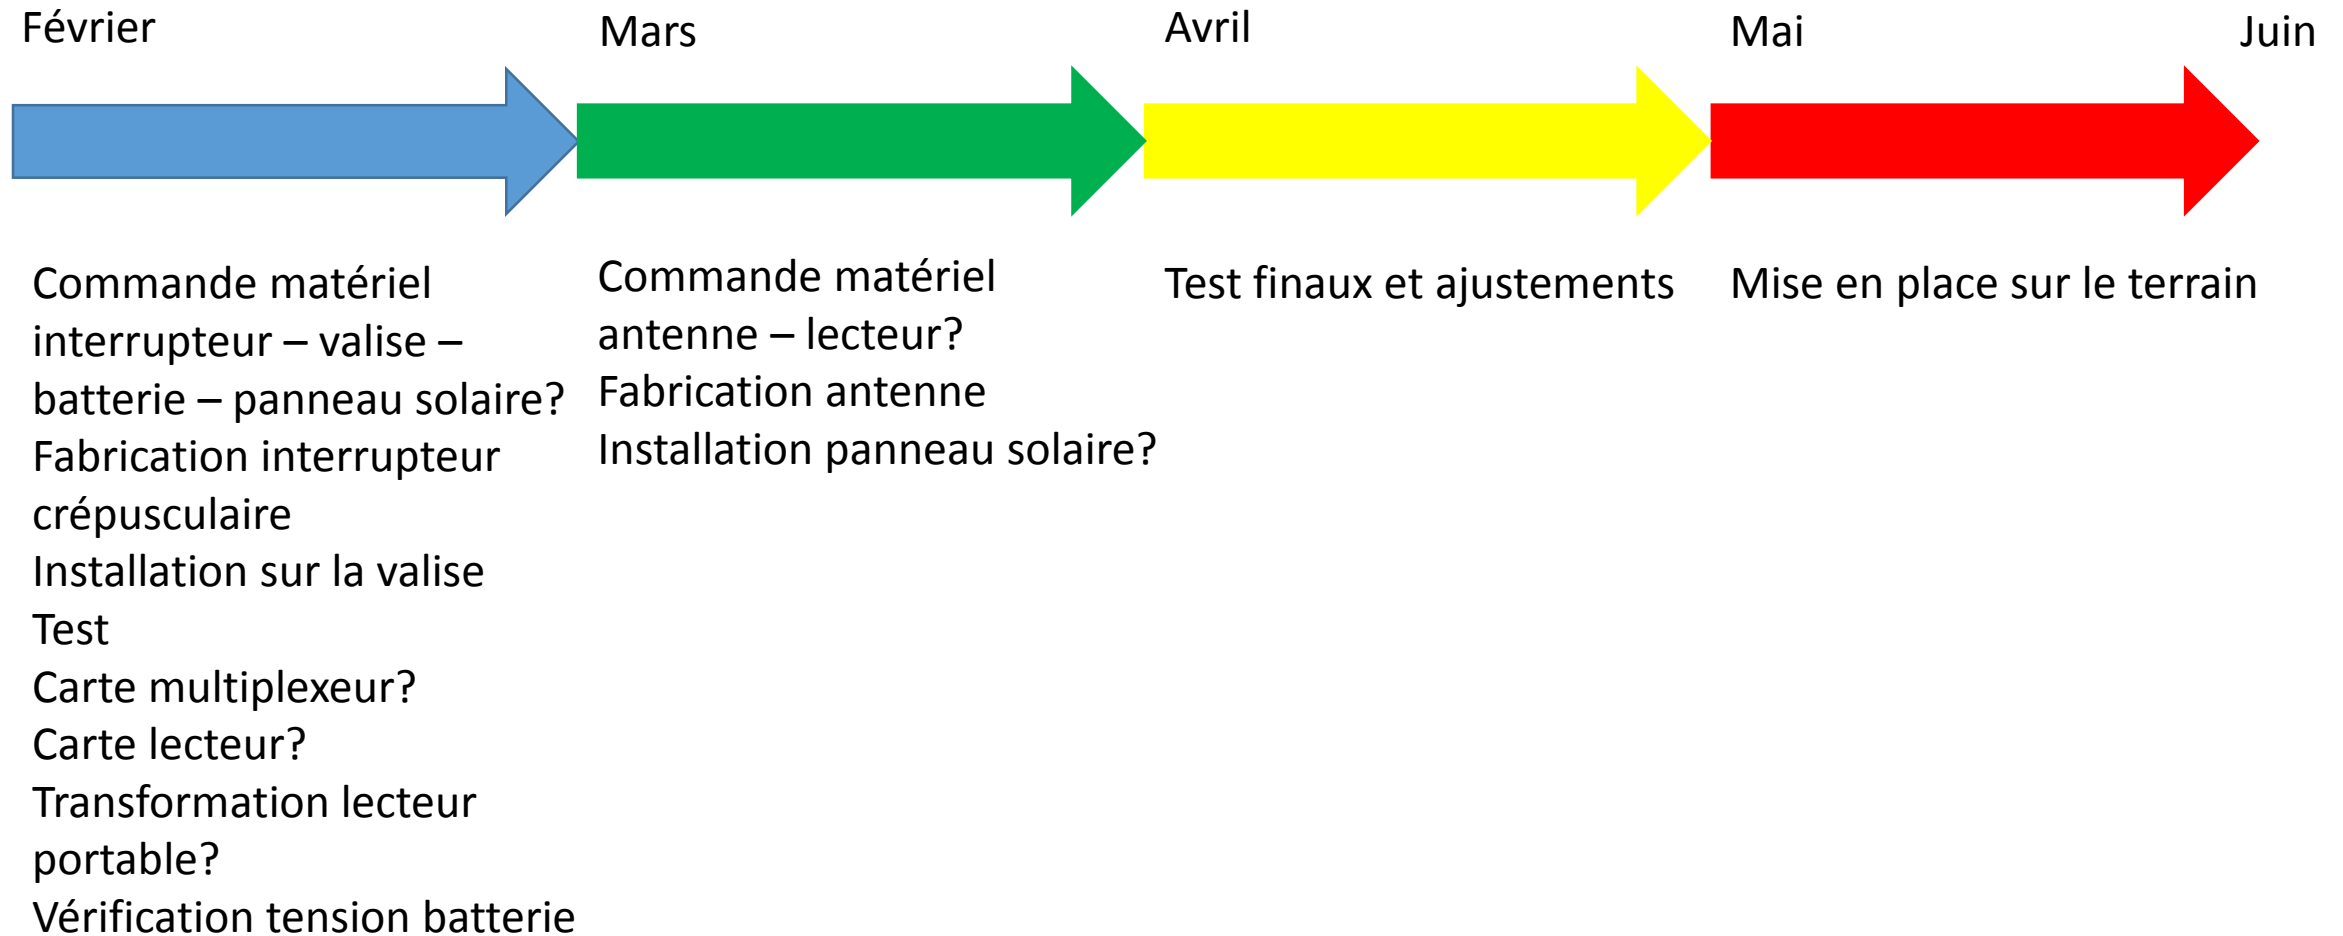 Février
Mars
Avril
Mai
Juin
Commande matériel
interrupteur – valise –
batterie – panneau solaire?
Fabrication interrupteur
crépusculaire
Installation sur la valise
Test
Carte multiplexeur?
Carte lecteur?
Transformation lecteur
portable?
Vérification tension batterie
Commande matériel
antenne – lecteur?
Fabrication antenne
Installation panneau solaire?
Test finaux et ajustements
Mise en place sur le terrain